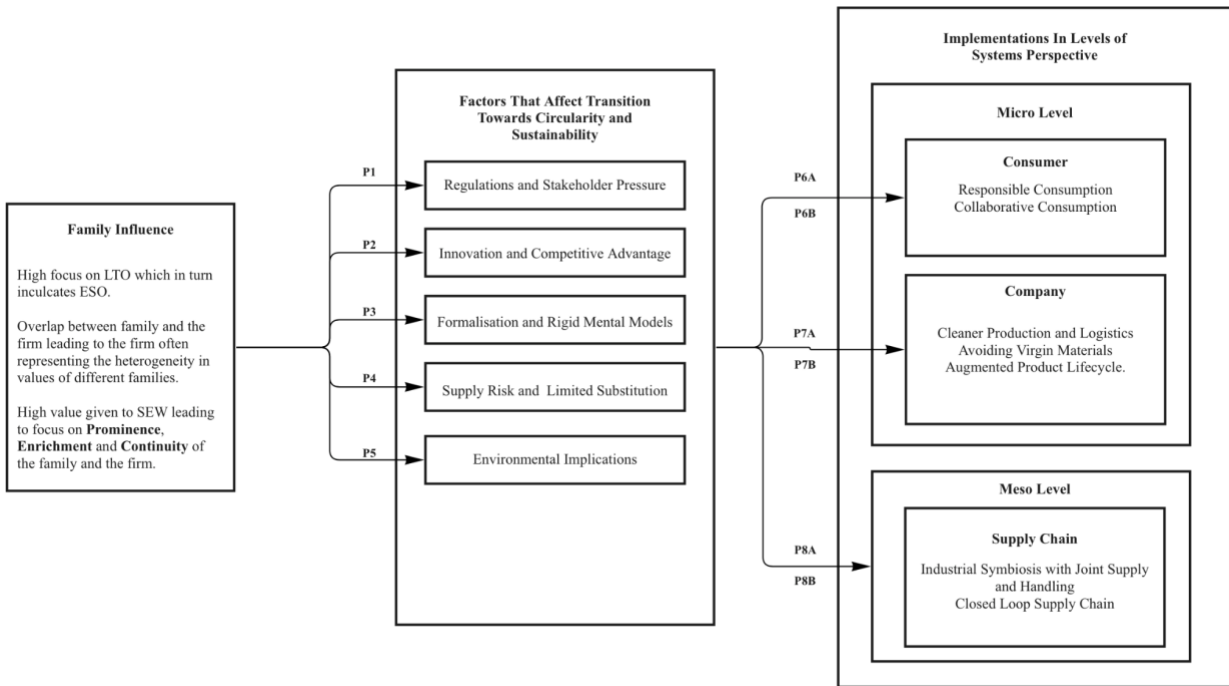 Family Influence
High focus on LTO which in turn
inculcates ESO.
Overlap between family and the
firm leading to the firm often
representing the heterogeneity in
values of different families.
High value given to SEW leading
to focus on Prominence,
Enrichment and Continuity of
the family and the firm.
P1
P2
P3
P4
P5
Factors That Affect Transition
Towards Circularity and
Sustainability
Regulations and Stakeholder Pressure
Innovation and Competitive Advantage
Formalisation and Rigid Mental Models
Supply Risk and Limited Substitution
Environmental Implications
P6A
P6B
P7A
P7B
P8A
P8B
Implementations In Levels of
Systems Perspective
Micro Level
Consumer
Responsible Consumption
Collaborative Consumption
Company
Cleaner Production and Logistics
Avoiding Virgin Materials
Augmented Product Lifecycle.
Meso Level
Supply Chain
Industrial Symbiosis with Joint Supply
and Handling
Closed Loop Supply Chain